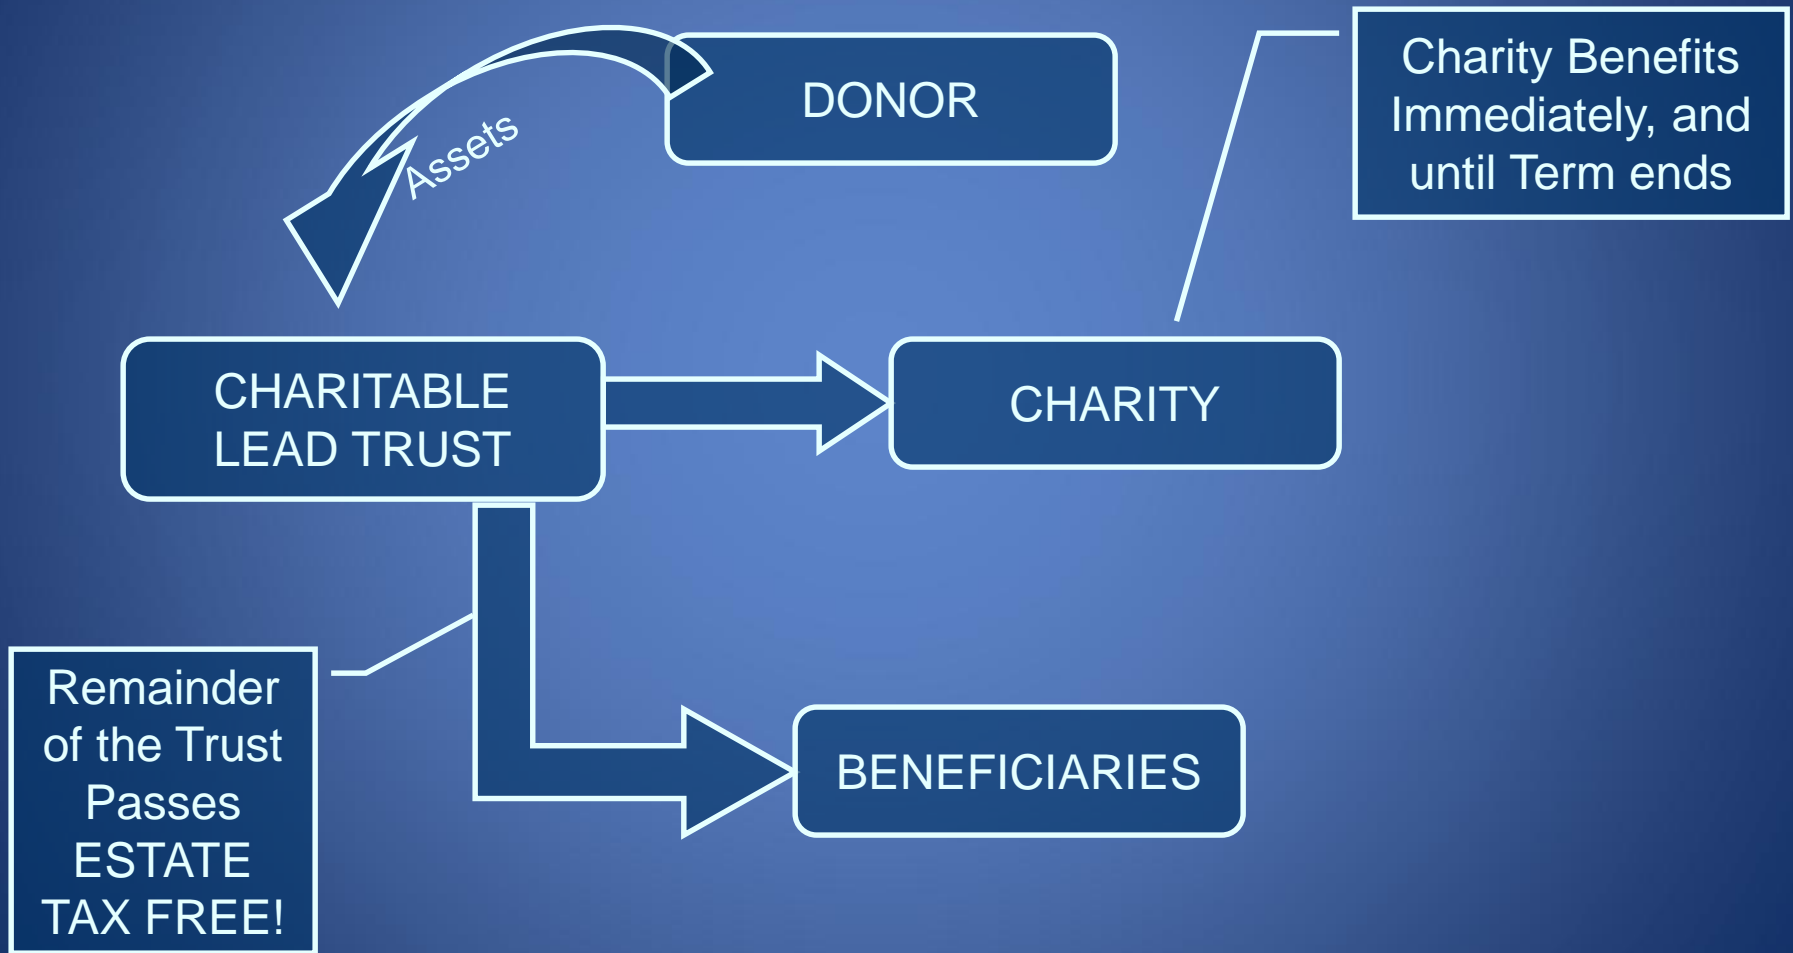 DONOR
Charity Benefits
Immediately, and
until Term ends
Assets
CHARITABLE
LEAD TRUST
CHARITY
Remainder
of the Trust
Passes
ESTATE
TAX FREE!
BENEFICIARIES